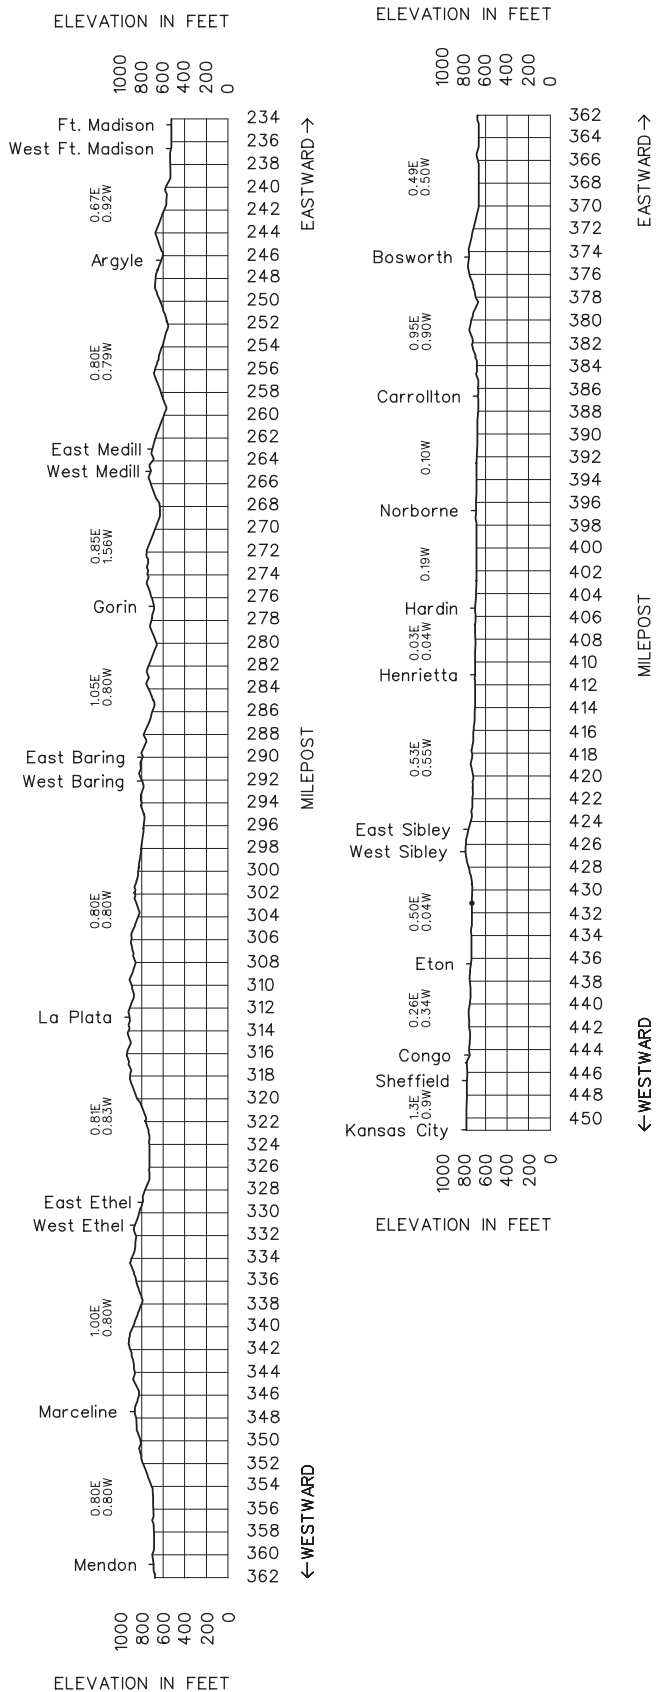 ELEVATION IN FEET
1000
800
600
400
200
0
Ft. Madison
West Ft. Madison
0.67E
0.92W
Argyle
0.80E
0.79W
East Medill
West Medill
0.85E
1.56W
Gorin
1.05E
0.80W
East Baring
West Baring
0.80E
0.80W
La Plata
0.81E
0.83W
East Ethel
West Ethel
1.00E
0.80W
Marceline
0.80E
0.80W
Mendon
234
236
238
240
242
244
246
248
250
252
254
256
258
260
262
264
266
268
270
272
274
276
278
280
282
284
286
288
290
292
294
296
298
300
302
304
306
308
310
312
314
316
318
320
322
324
326
328
330
332
334
336
338
340
342
344
346
348
350
352
354
356
358
360
362
EASTWARD →
MILEPOST
← WESTWARD
1000
800
600
400
200
0
ELEVATION IN FEET
ELEVATION IN FEET
1000
800
600
400
200
0
0.49E
0.50W
Bosworth
0.95E
0.90W
Carrollton
0.10W
Norborne
0.19W
Hardin
0.03E
0.04W
Henrietta
0.53E
0.55W
East Sibley
West Sibley
0.50E
0.04W
Eton
0.26E
0.34W
Congo
Sheffield
1.3E
0.9W
Kansas City
362
364
366
368
370
372
374
376
378
380
382
384
386
388
390
392
394
396
398
400
402
404
406
408
410
412
414
416
418
420
422
424
426
428
430
432
434
436
438
440
442
444
446
448
450
EASTWARD →
MILEPOST
← WESTWARD
1000
800
600
400
200
0
ELEVATION IN FEET